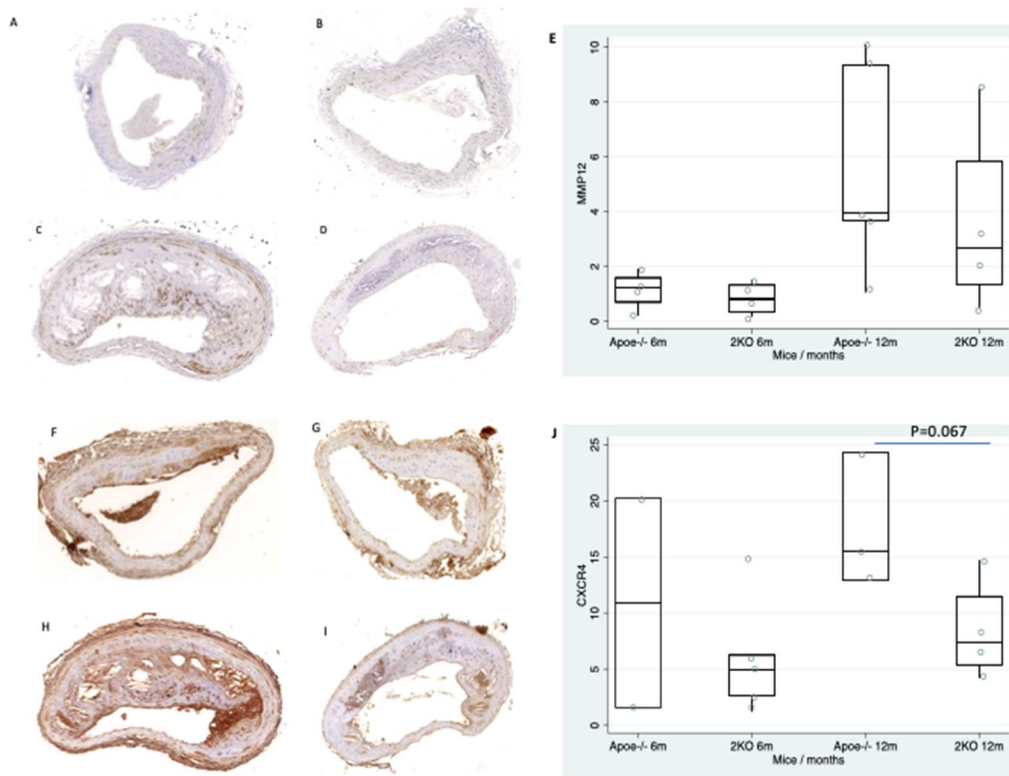 A
B
C
D
E
10
8
6
4
2
0
MMP12
Apoe-/- 6m
2KO 6m
Apoe-/- 12m
2KO 12m
Mice / months
F
G
H
I
J
P=0.067
25
20
15
10
5
0
CXCR4
Apoe-/- 6m
2KO 6m
Apoe-/- 12m
2KO 12m
Mice / months